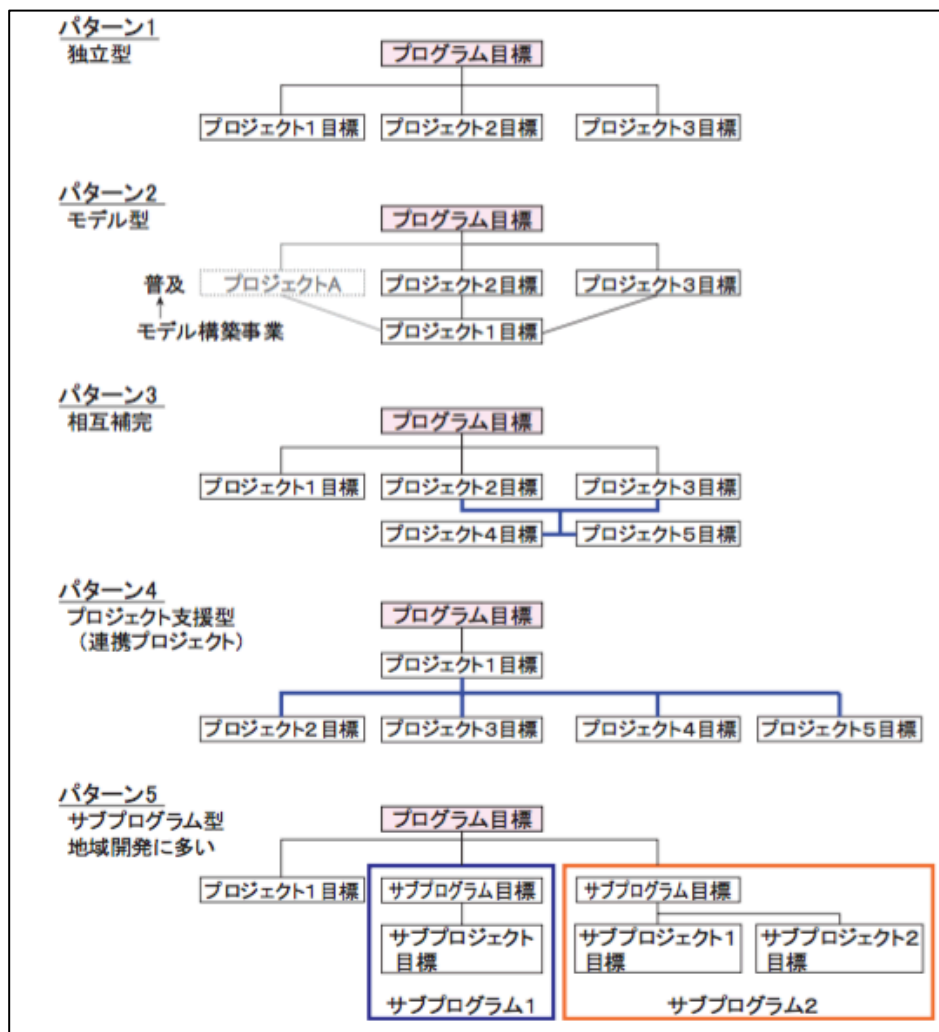 パターン1
独立型
プログラム目標
プロジェクト1目標
プロジェクト2目標
プロジェクト3目標
パターン2
モデル型
プログラム目標
普及
プロジェクトA
プロジェクト2目標
プロジェクト3目標
モデル構築事業
プロジェクト1目標
パターン3
相互補完
プログラム目標
プロジェクト1目標
プロジェクト2目標
プロジェクト3目標
プロジェクト4目標
プロジェクト5目標
パターン4
プロジェクト支援型
（連携プロジェクト）
プログラム目標
プロジェクト1目標
プロジェクト2目標
プロジェクト3目標
プロジェクト4目標
プロジェクト5目標
パターン5
サブプログラム型
地域開発に多い
プログラム目標
プロジェクト1目標
サブプログラム目標
サブプロジェクト
目標
サブプログラム1
サブプログラム目標
サブプロジェクト1
目標
サブプロジェクト2
目標
サブプログラム2